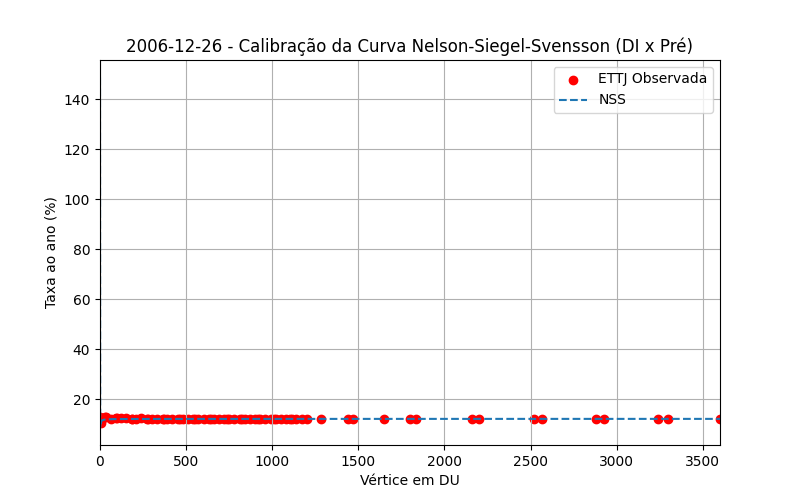 2006-12-26 - Calibração da Curva Nelson-Siegel-Svensson (DI x Pré)
ETTJ Observada
NSS
Taxa ao ano (%)
140
120
100
80
60
40
20
0 500 1000 1500 2000 2500 3000 3500
Vértice em DU